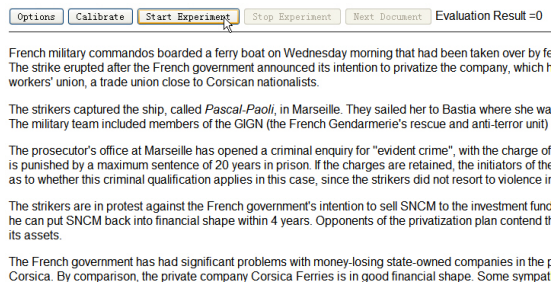 Options Calibrate Start Experiment Stop Experiment Next Document Evaluation Result =0
French military commandos boarded a ferry boat on Wednesday morning that had been taken over by
The strike erupted after the French government announced its intention to privatize the company, which
workers' union, a trade union close to Corsican nationalists.
The strikers captured the ship, called Pascal-Paoli, in Marseille. They sailed her to Bastia where she
The military team included members of the GIGN (the French Gendarmerie's rescue and anti-terror unit)
The prosecutor's office at Marseille has opened a criminal enquiry for "evident crime", with the charge of
is punished by a maximum sentence of 20 years in prison. If the charges are retained, the initiators of the
as to whether this criminal qualification applies in this case, since the strikers did not resort to violence
The strikers are in protest against the French government's intention to sell SNCM to the investment
he can put SNCM back into financial shape within 4 years. Opponents of the privatization plan contend
its assets.
The French government has had significant problems with money-losing state-owned companies in the
Corsica. By comparison, the private company Corsica Ferries is in good financial shape. Some